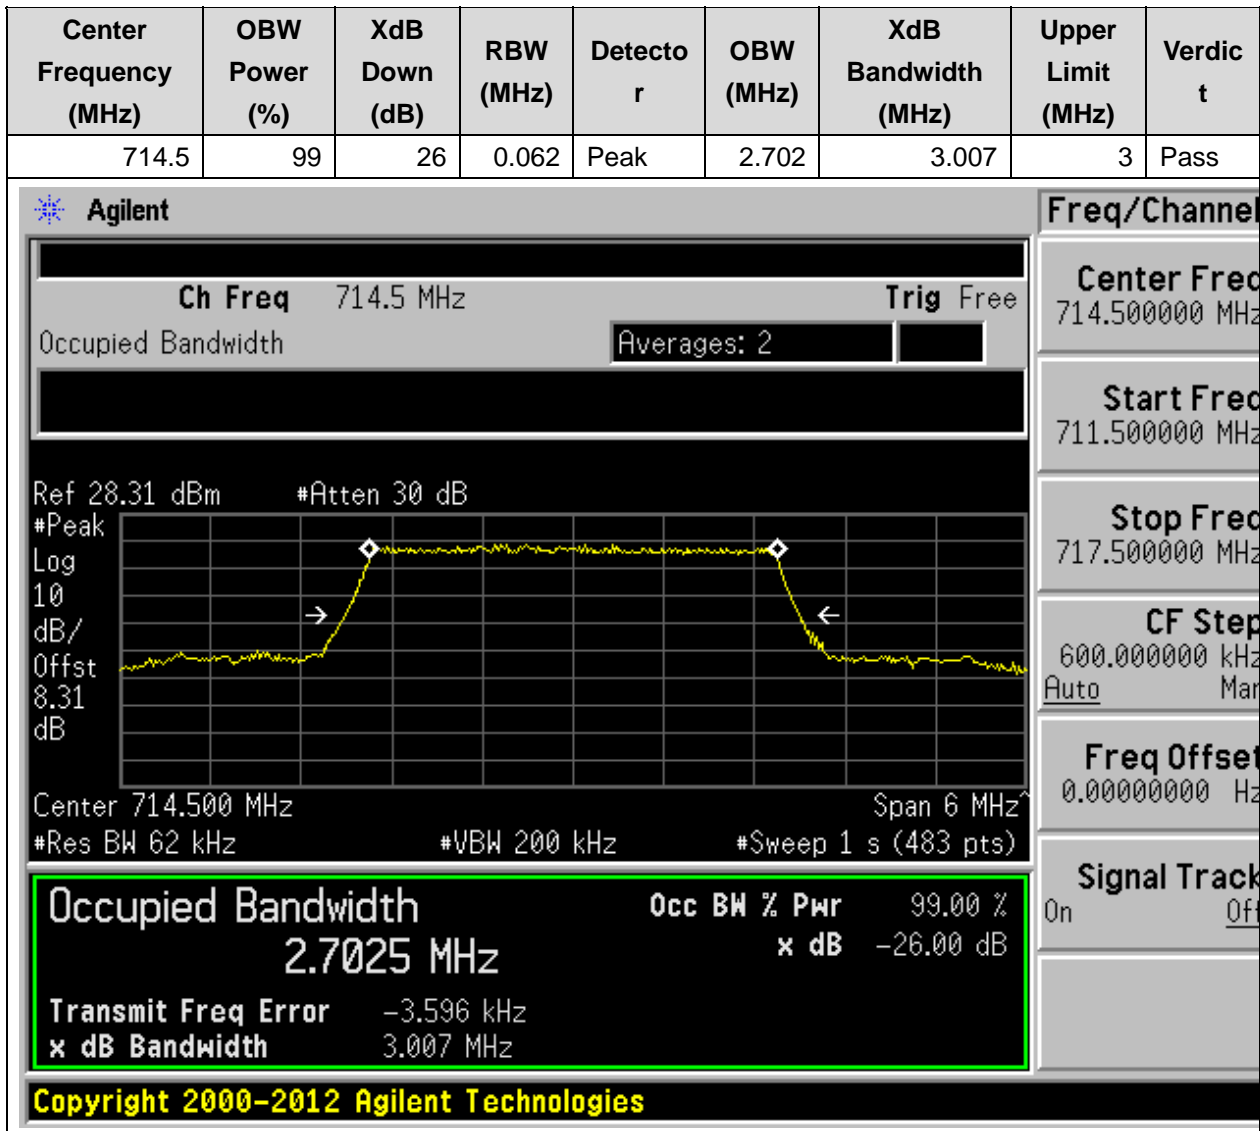 Center Frequency (MHz) OBW Power (%) XdB Down (dB) RBW (MHz) Detecto r OBW (MHz) XdB Bandwidth (MHz) Upper Limit (MHz) Verdic t
714.5 99 26 0.062 Peak 2.702 3.007 3 Pass
Agilent
Freq/Channel
Ch Freq 714.5 MHz Trig Free
Occupied Bandwidth Averages: 2
Center Freq
714.500000 MHz
Start Freq
711.500000 MHz
Stop Freq
717.500000 MHz
CF Step
600.000000 kHz
Auto Man
Freq Offset
0.00000000 Hz
Signal Track
On Off
Ref 28.31 dBm #Atten 30 dB
#Peak
Log
10
dB/
Offst
8.31
dB
Center 714.500 MHz Span 6 MHz^
#Res BW 62 kHz #VBW 200 kHz #Sweep 1 s (483 pts)
Occupied Bandwidth Occ BW % Pwr 99.00 %
2.7025 MHz x dB -26.00 dB
Transmit Freq Error -3.596 kHz
x dB Bandwidth 3.007 MHz
Copyright 2000-2012 Agilent Technologies